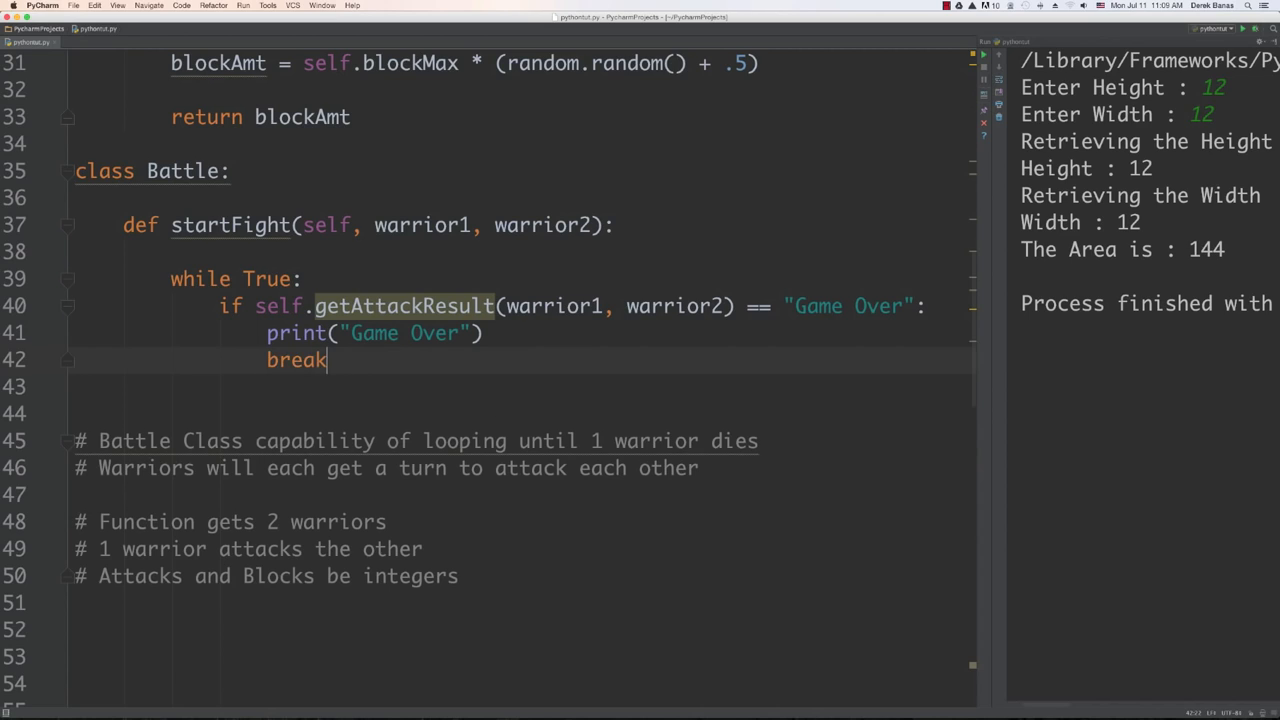 PyCharm File Edit View Navigate Code Refactor Run Tools VCS Window Help 10 Mon Jul 11 11:09 AM Derek Banas
pythontut.py - PycharmProjects - [~/PycharmProjects]
PycharmProjects pythontut.py pythontut
pythontut.py
Run pythontut
31 blockAmt = self.blockMax * (random.random() + .5)
32
33 return blockAmt
34
35 class Battle:
36
37 def startFight(self, warrior1, warrior2):
38
39 while True:
40 if self.getAttackResult(warrior1, warrior2) == "Game Over":
41 print("Game Over")
42 break
43
44
45 # Battle Class capability of looping until 1 warrior dies
46 # Warriors will each get a turn to attack each other
47
48 # Function gets 2 warriors
49 # 1 warrior attacks the other
50 # Attacks and Blocks be integers
51
52
53
54
/Library/Frameworks/Py
Enter Height : 12
Enter Width : 12
Retrieving the Height
Height : 12
Retrieving the Width
Width : 12
The Area is : 144
Process finished with
42:22 LF UTF-8